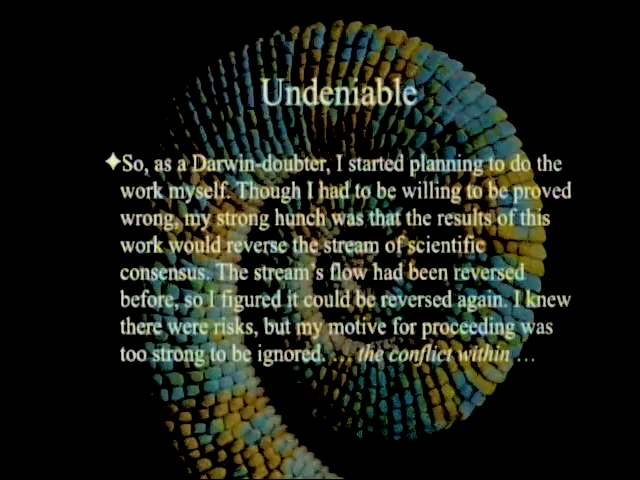 Undeniable
✦So, as a Darwin-doubter, I started planning to do the
work myself. Though I had to be willing to be proved
wrong, my strong hunch was that the results of this
work would reverse the stream of scientific
consensus. The stream's flow had been reversed
before, so I figured it could be reversed again. I knew
there were risks, but my motive for proceeding was
too strong to be ignored. … the conflict within …